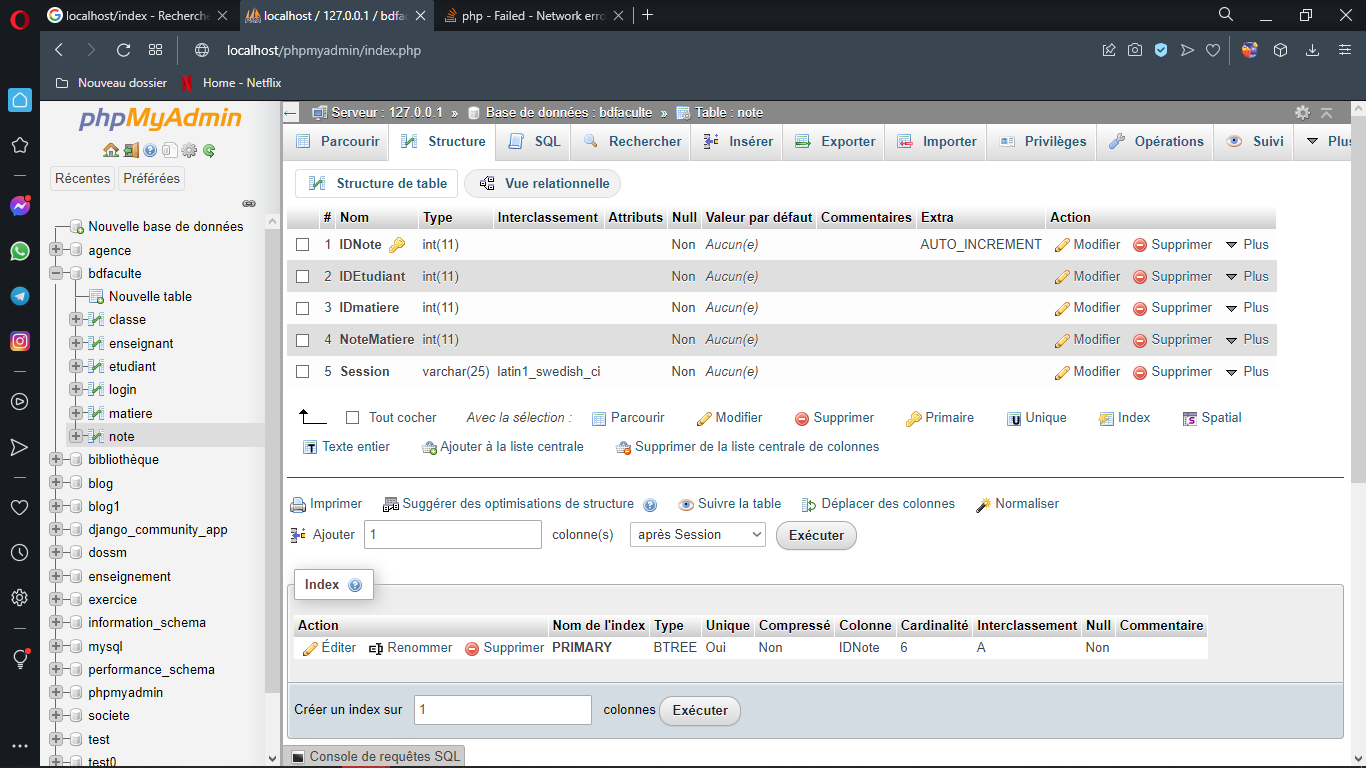 localhost/index - Recherche
localhost / 127.0.0.1 / bdfa
php - Failed - Network erro
localhost/phpmyadmin/index.php
Nouveau dossier
Home - Netflix
phpMyAdmin
Récentes
Préférées
Nouvelle base de données
agence
bdfaculte
Nouvelle table
classe
enseignant
etudiant
login
matiere
note
bibliothèque
blog
blog1
django_community_app
dossm
enseignement
exercice
information_schema
mysql
performance_schema
phpmyadmin
societe
test
test0
Serveur : 127.0.0.1 » Base de données : bdfaculte » Table : note
Parcourir Structure SQL Rechercher Insérer Exporter Importer Privilèges Opérations Suivi Plus
Structure de table Vue relationnelle
# Nom Type Interclassement Attributs Null Valeur par défaut Commentaires Extra Action
1 IDNote int(11) Non Aucun(e) AUTO_INCREMENT Modifier Supprimer Plus
2 IDEtudiant int(11) Non Aucun(e) Modifier Supprimer Plus
3 IDmatiere int(11) Non Aucun(e) Modifier Supprimer Plus
4 NoteMatiere int(11) Non Aucun(e) Modifier Supprimer Plus
5 Session varchar(25) latin1_swedish_ci Non Aucun(e) Modifier Supprimer Plus
Tout cocher Avec la sélection : Parcourir Modifier Supprimer Primaire Unique Index Spatial
Texte entier Ajouter à la liste centrale Supprimer de la liste centrale de colonnes
Imprimer Suggérer des optimisations de structure Suivre la table Déplacer des colonnes Normaliser
Ajouter 1 colonne(s) après Session Exécuter
Index
Action Nom de l'index Type Unique Compressé Colonne Cardinalité Interclassement Null Commentaire
Éditer Renommer Supprimer PRIMARY BTREE Oui Non IDNote 6 A Non
Créer un index sur 1 colonnes Exécuter
Console de requêtes SQL